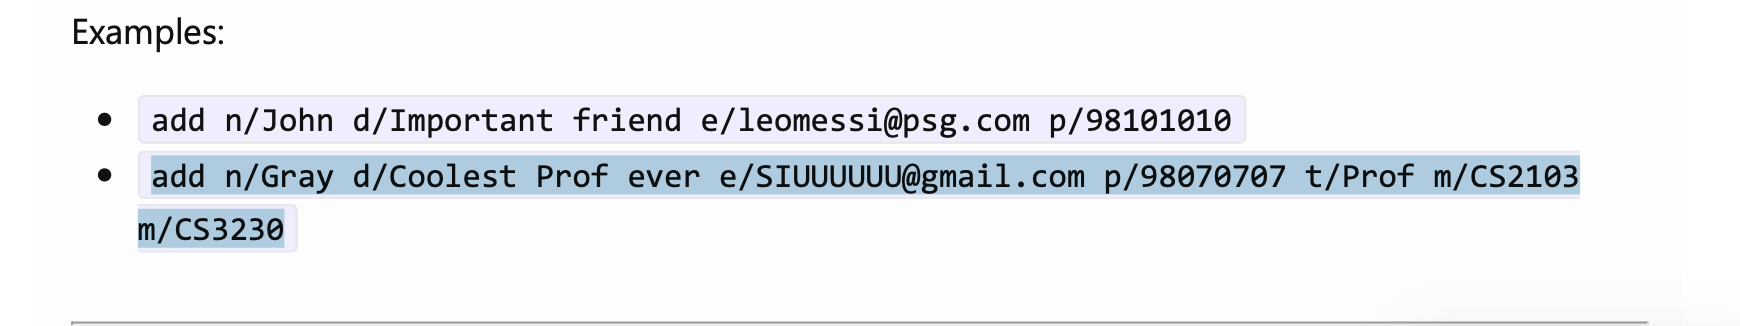 Examples:
add n/John d/Important friend e/leomessi@psg.com p/98101010
add n/Gray d/Coolest Prof ever e/SIUUUUUU@gmail.com p/98070707 t/Prof m/CS2103
m/CS3230